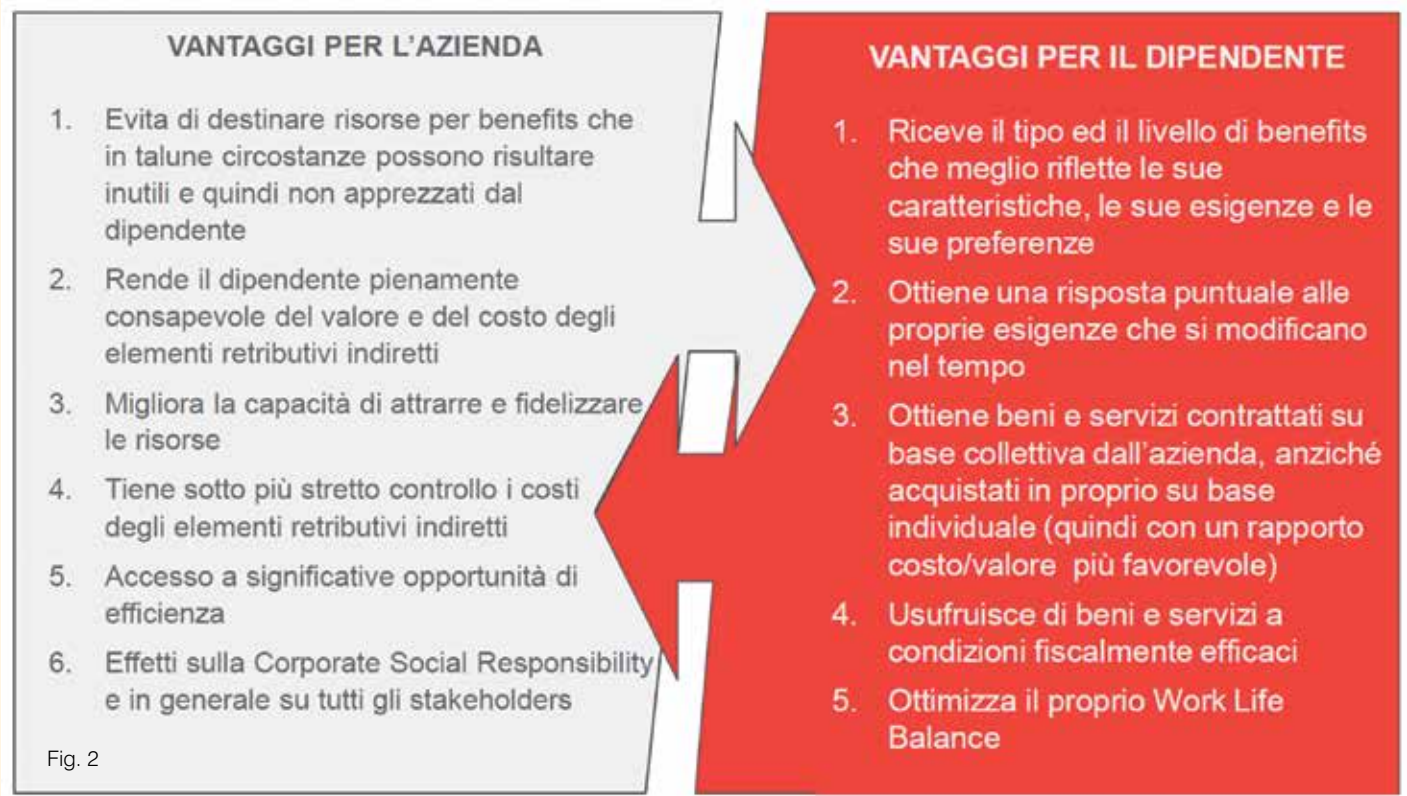 VANTAGGI PER L'AZIENDA
1. Evita di destinare risorse per benefits che
in talune circostanze possono risultare
inutili e quindi non apprezzati dal
dipendente
2. Rende il dipendente pienamente
consapevole del valore e del costo degli
elementi retributivi indiretti
3. Migliora la capacità di attrarre e fidelizzare
le risorse
4. Tiene sotto più stretto controllo i costi
degli elementi retributivi indiretti
5. Accesso a significative opportunità di
efficienza
6. Effetti sulla Corporate Social Responsibility
e in generale su tutti gli stakeholders
Fig. 2
VANTAGGI PER IL DIPENDENTE
1. Riceve il tipo ed il livello di benefits
che meglio riflette le sue
caratteristiche, le sue esigenze e le
sue preferenze
2. Ottiene una risposta puntuale alle
proprie esigenze che si modificano
nel tempo
3. Ottiene beni e servizi contrattati su
base collettiva dall'azienda, anziché
acquistati in proprio su base
individuale (quindi con un rapporto
costo/valore più favorevole)
4. Usufruisce di beni e servizi a
condizioni fiscalmente efficaci
5. Ottimizza il proprio Work Life
Balance